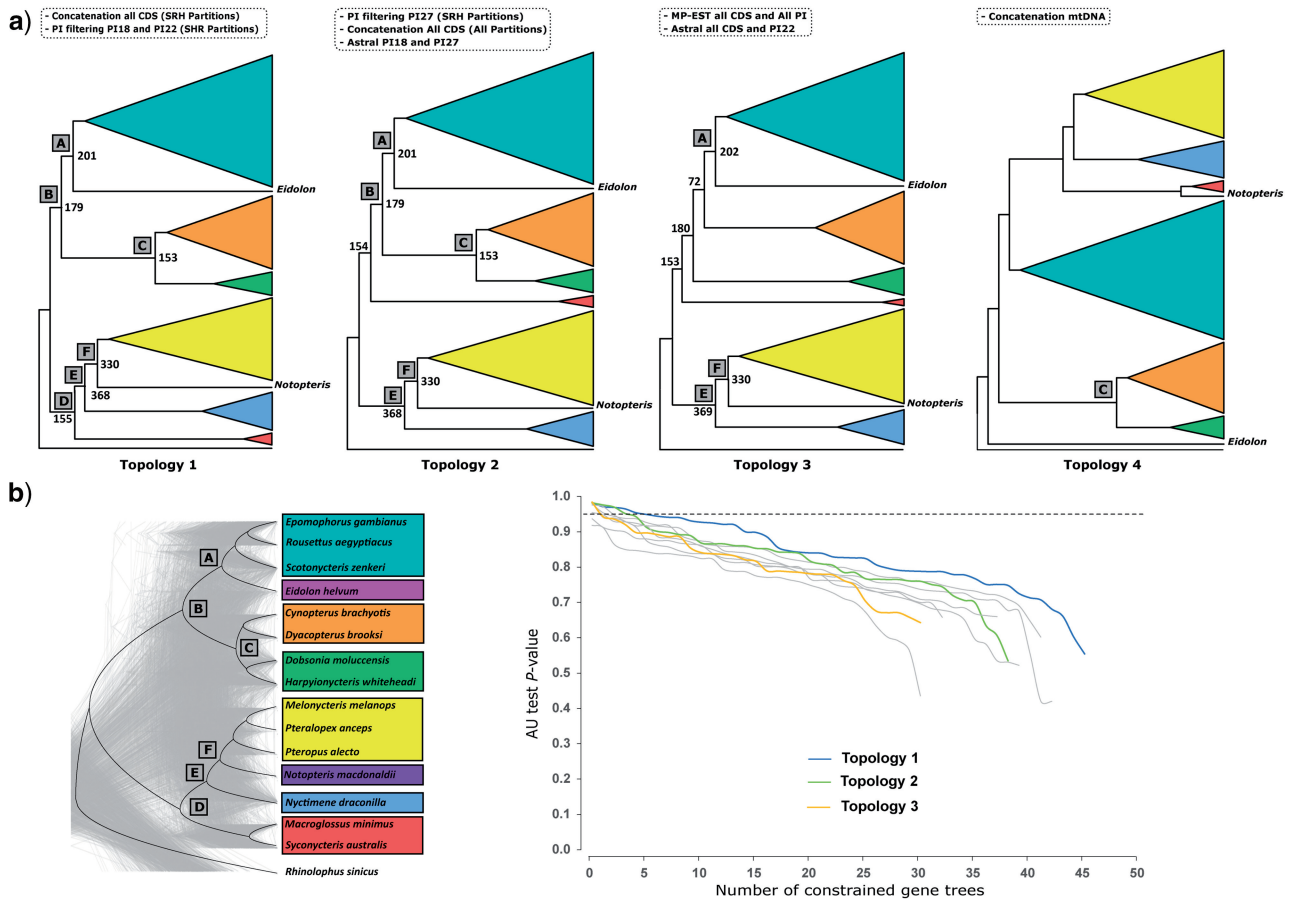 a)
- Concatenation all CDS (SRH Partitions)
- PI filtering PI18 and PI22 (SHR Partitions)
- PI filtering PI27 (SRH Partitions)
- Concatenation All CDS (All Partitions)
- Astral PI18 and PI27
- MP-EST all CDS and All PI
- Astral all CDS and PI22
- Concatenation mtDNA
A
201
Eidolon
B
179
C
153
F
330
Notopteris
E
368
D
155
Topology 1
A
201
Eidolon
B
179
C
153
154
F
330
Notopteris
E
368
Topology 2
A
202
Eidolon
72
180
153
F
330
Notopteris
E
369
Topology 3
Notopteris
C
Eidolon
Topology 4
b)
Epomophorus gambianus
Rousettus aegyptiacus
Scotonycteris zenkeri
Eidolon helvum
Cynopterus brachyotis
Dyacopterus brooksi
Dobsonia moluccensis
Harpyionycteris whiteheadi
Melonycteris melanops
Pteralopex anceps
Pteropus alecto
Notopteris macdonaldii
Nyctimene draconilla
Macroglossus minimus
Syconycteris australis
Rhinolophus sinicus
A
B
C
F
E
D
AU test P-value
1.0
0.9
0.8
0.7
0.6
0.5
0.4
0.3
0.2
0.1
0.0
Topology 1
Topology 2
Topology 3
0 5 10 15 20 25 30 35 40 45 50
Number of constrained gene trees